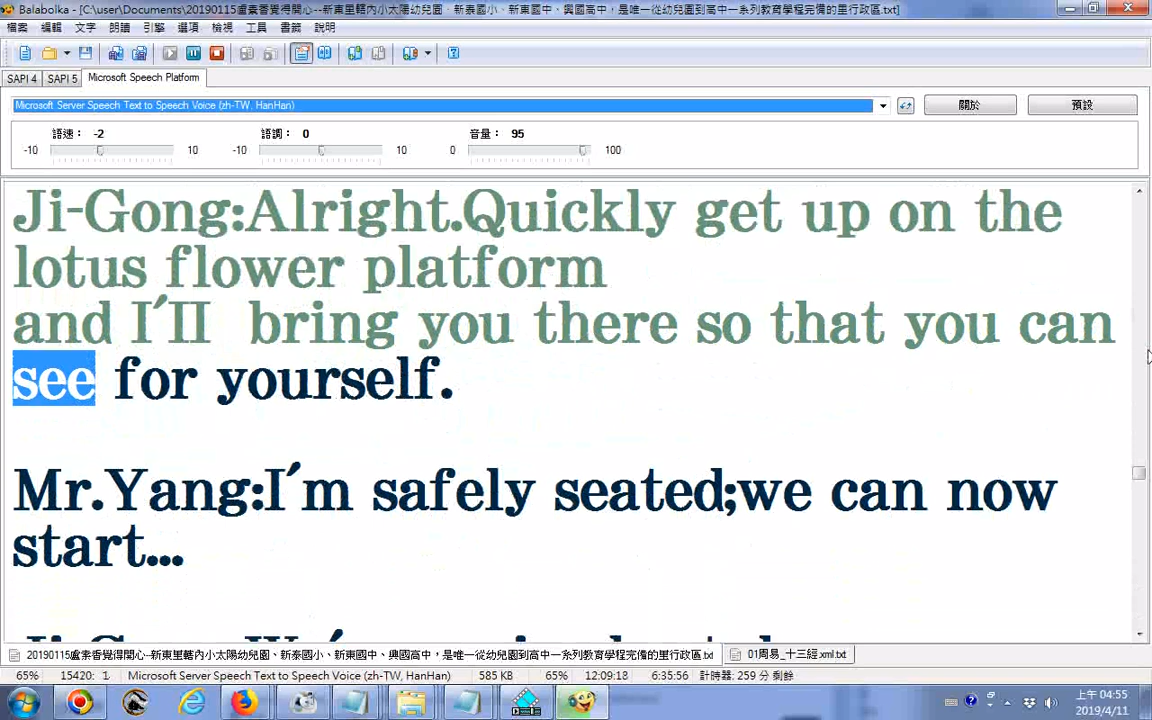 Balabolka - [C:\user\Documents\20190115盧素香覺得開心--新東里轄內小太陽幼兒園、新泰國小、新東國中、興國高中，是唯一從幼兒園到高中一系列教育學程完備的里行政區.txt]
檔案 編輯 文字 朗讀 引擎 選項 檢視 工具 書籤 說明
SAPI 4 SAPI 5 Microsoft Speech Platform
Microsoft Server Speech Text to Speech Voice (zh-TW, HanHan) 關於 預設
語速： -2 語調： 0 音量： 95
-10 10 -10 10 0 100
Ji-Gong:Alright.Quickly get up on the
lotus flower platform
and I´II bring you there so that you can
see for yourself.
Mr.Yang:I´m safely seated;we can now
start...
20190115盧素香覺得開心--新東里轄內小太陽幼兒園、新泰國小、新東國中、興國高中，是唯一從幼兒園到高中一系列教育學程完備的里行政區.txt 01周易_十三經.xml.txt
65% 15420: 1 Microsoft Server Speech Text to Speech Voice (zh-TW, HanHan) 585 KB 65% 12:09:18 6:35:56 計時器: 259 分 剩餘
上午 04:55
2019/4/11